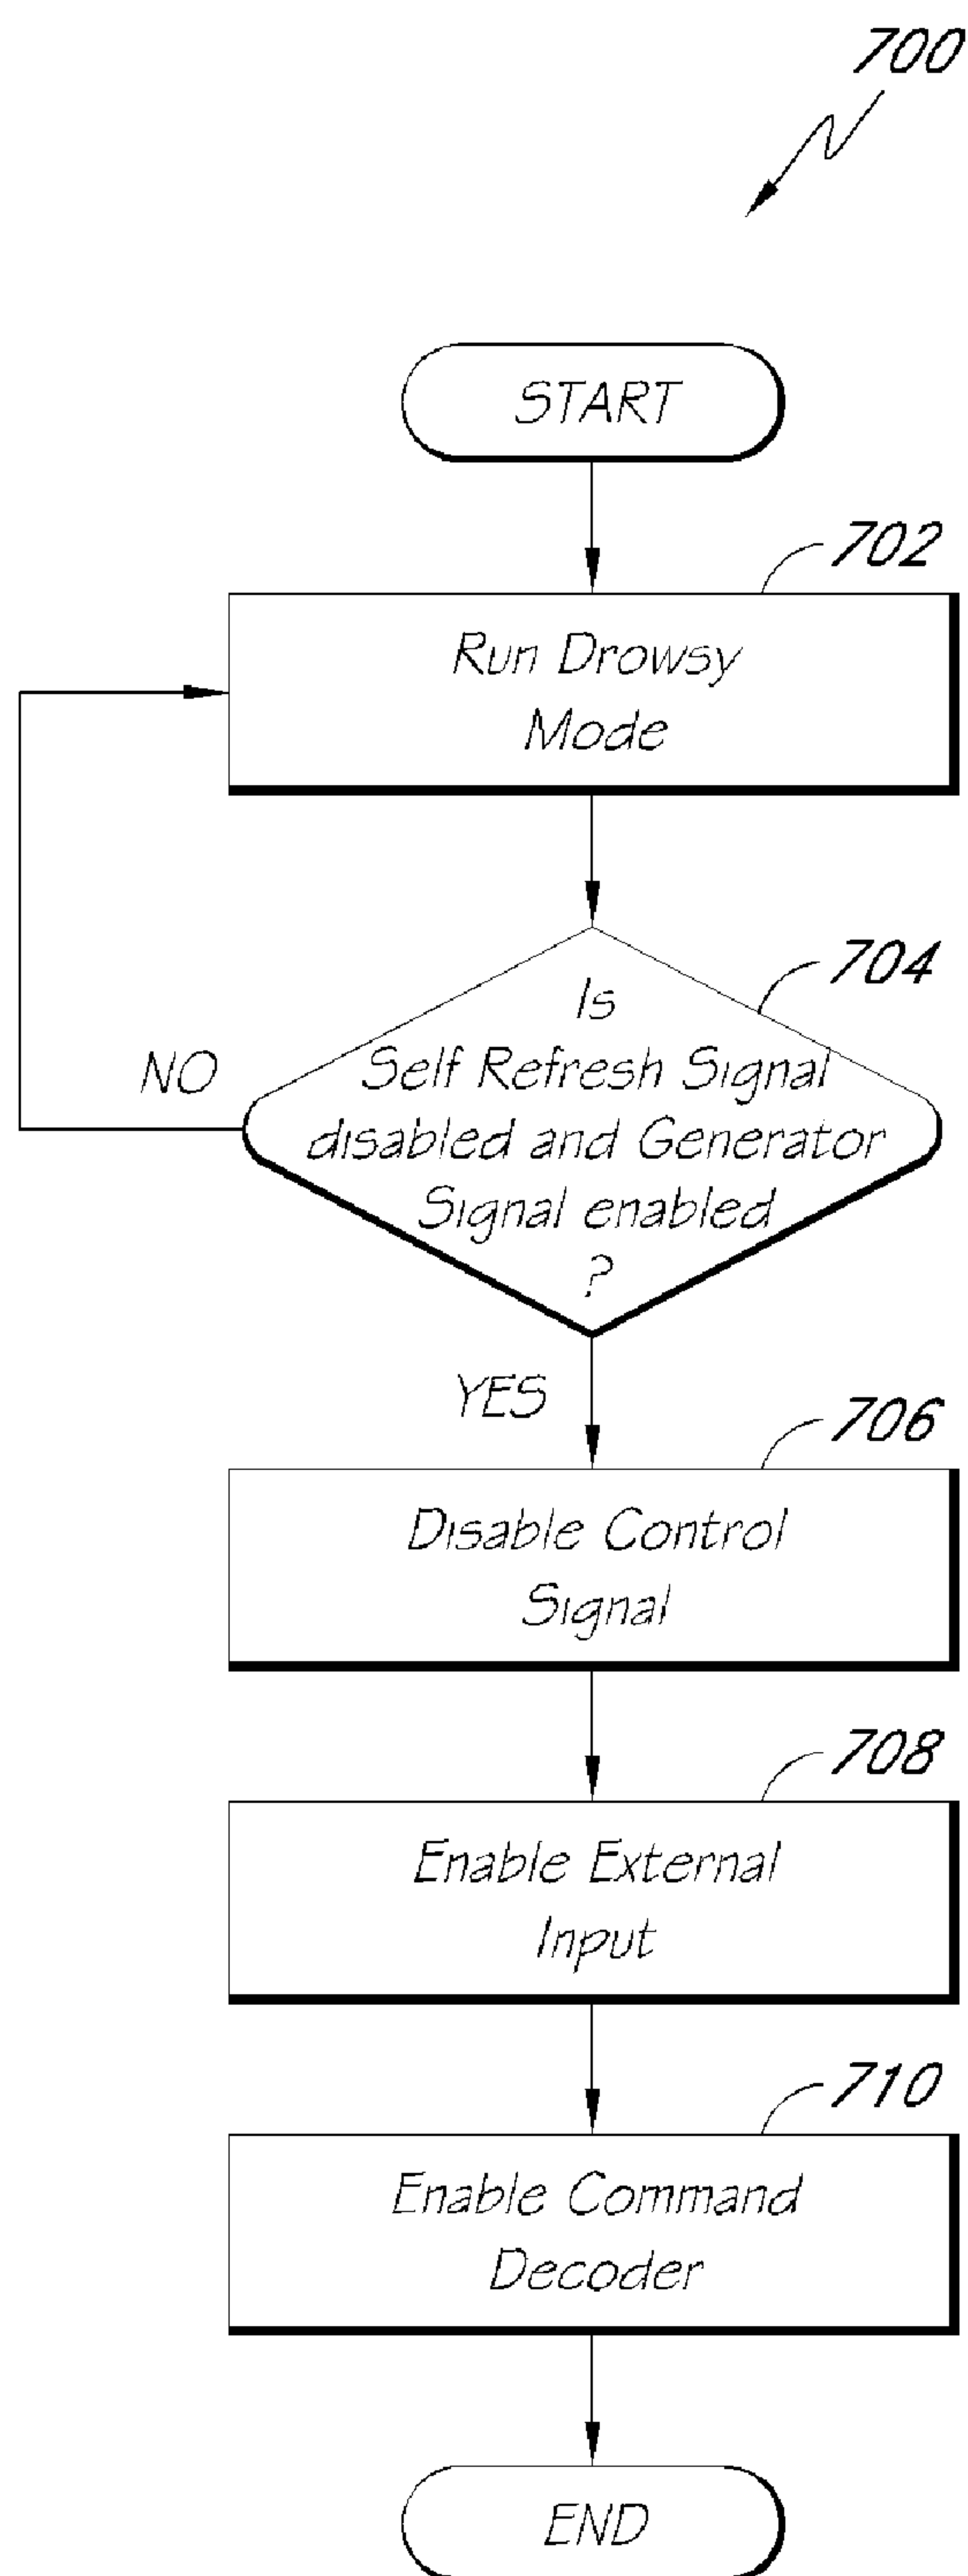 700
START
702
Run Drowsy
Mode
704
Is
Self Refresh Signal
disabled and Generator
Signal enabled
?
NO
YES
706
Disable Control
Signal
708
Enable External
Input
710
Enable Command
Decoder
END